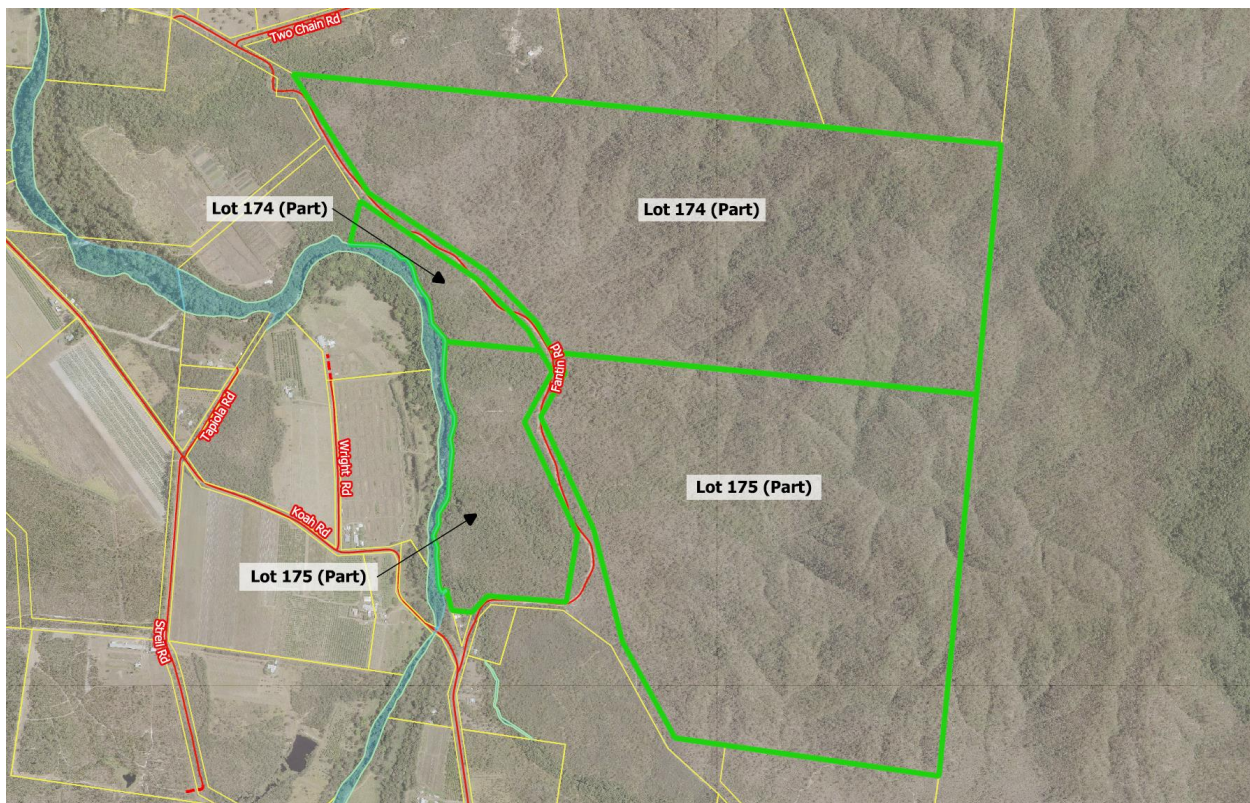 Two Chain Rd
Lot 174 (Part)
Lot 174 (Part)
Fantin Rd
Tapiola Rd
Wright Rd
Koah Rd
Lot 175 (Part)
Lot 175 (Part)
Streil Rd